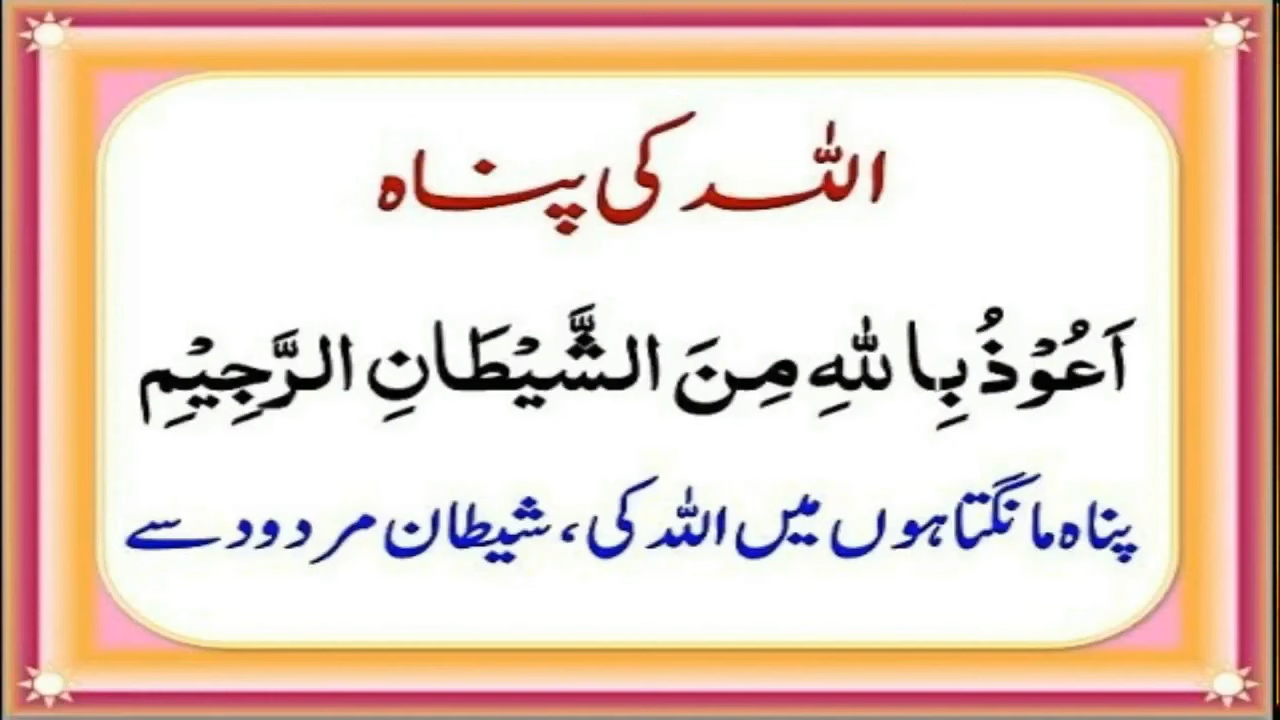 اللہ کی پناہ
اَعُوْذُ بِاللّٰهِ مِنَ الشَّيْطَانِ الرَّجِيْمِ
پناہ مانگتا ہوں میں اللہ کی، شیطان مردود سے